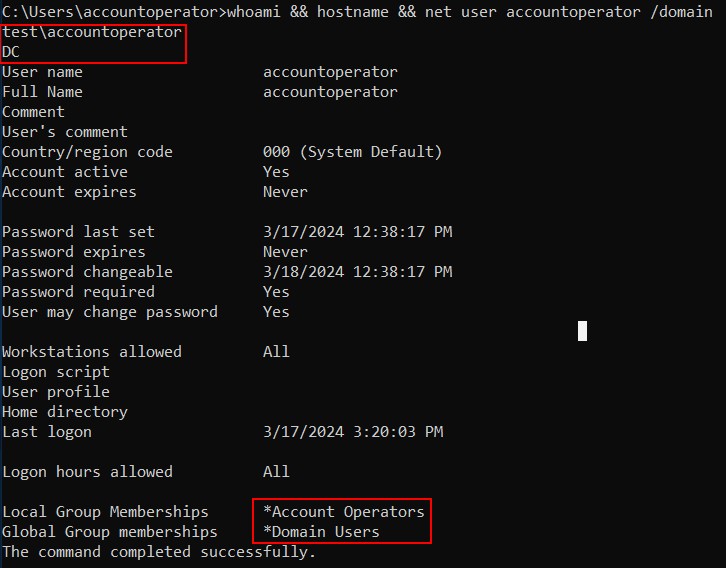 C:\Users\accountoperator>whoami && hostname && net user accountoperator /domain
test\accountoperator
DC
User name                    accountoperator
Full Name                    accountoperator
Comment
User's comment
Country/region code          000 (System Default)
Account active               Yes
Account expires              Never

Password last set            3/17/2024 12:38:17 PM
Password expires             Never
Password changeable          3/18/2024 12:38:17 PM
Password required            Yes
User may change password     Yes

Workstations allowed         All
Logon script
User profile
Home directory
Last logon                   3/17/2024 3:20:03 PM

Logon hours allowed          All

Local Group Memberships      *Account Operators
Global Group memberships     *Domain Users
The command completed successfully.